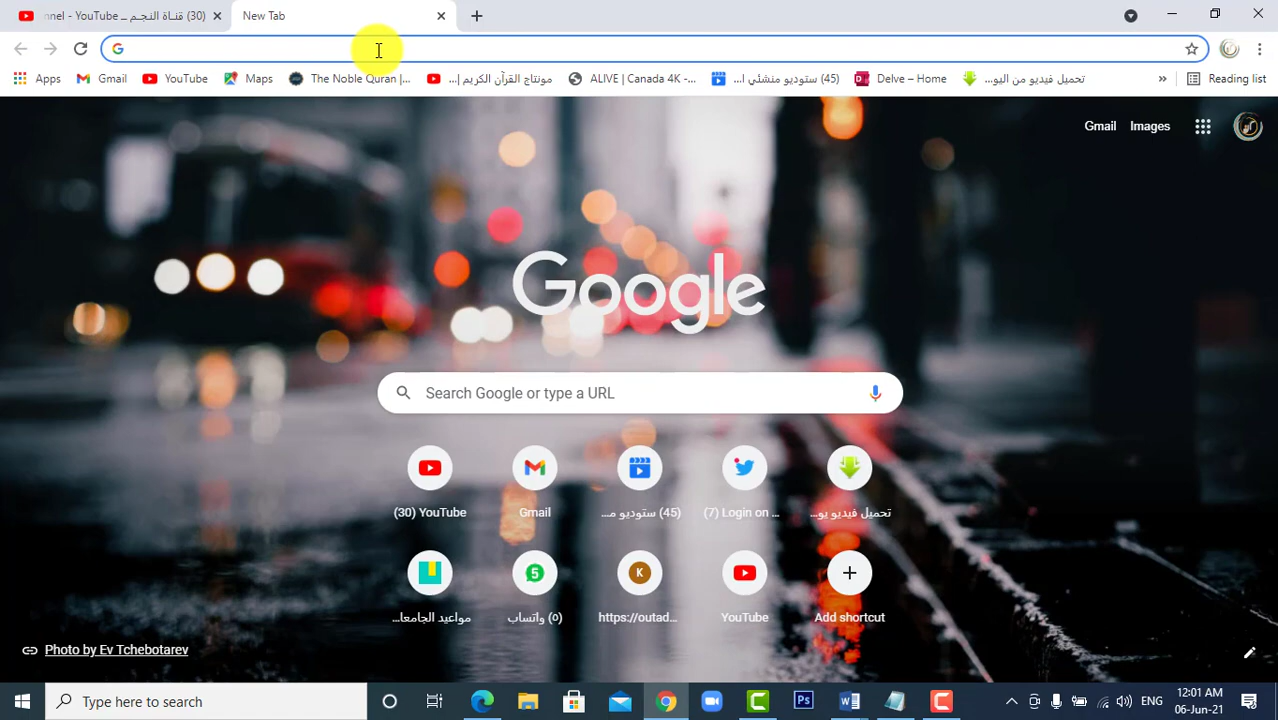 nnel - YouTube _ قناة النجم (30)
New Tab
Apps
Gmail
YouTube
Maps
The Noble Quran |...
مونتاج القرآن الكريم |...
ALIVE | Canada 4K -...
(45) ستوديو منشئي ا...
Delve – Home
تحميل فيديو من اليو...
»
Reading list
Gmail
Images
Google
Search Google or type a URL
(30) YouTube
Gmail
(45) ستوديو م...
(7) Login on ...
تحميل فيديو يو...
مواعيد الجامعا...
(٥) واتساب
https://outad...
YouTube
Add shortcut
Photo by Ev Tchebotarev
Type here to search
ENG
12:01 AM
06-Jun-21